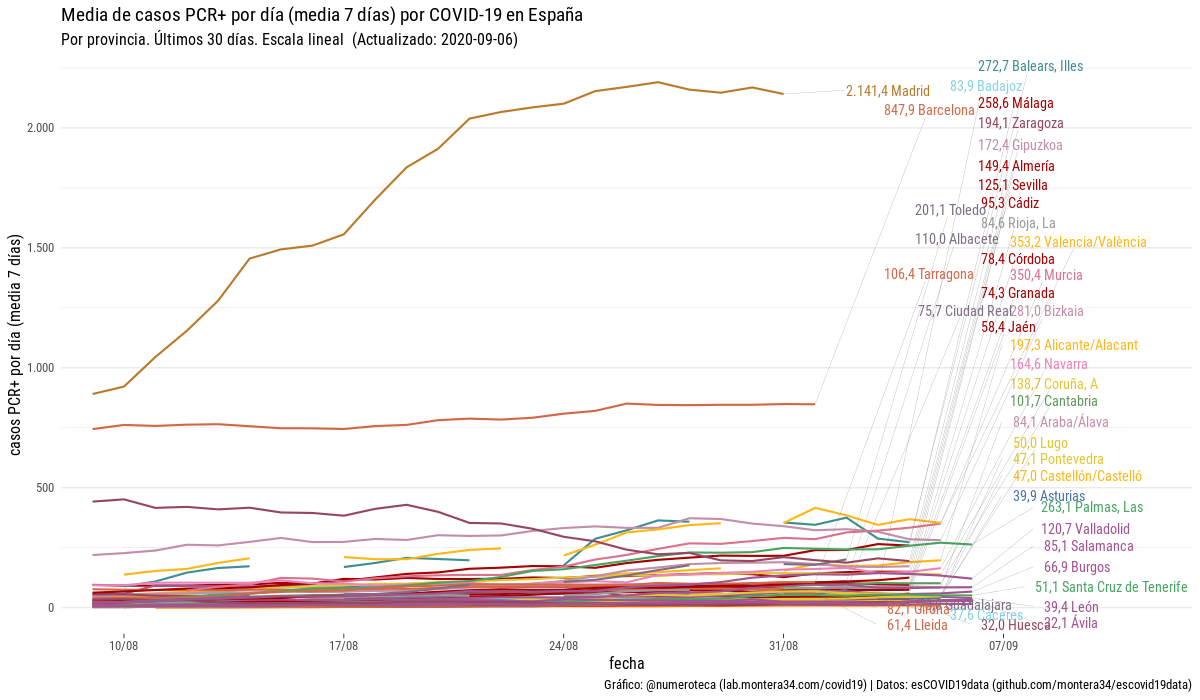 Media de casos PCR+ por día (media 7 días) por COVID-19 en España
Por provincia. Últimos 30 días. Escala lineal (Actualizado: 2020-09-06)
casos PCR+ por día (media 7 días)
2.000
1.500
1.000
500
0
272,7 Balears, Illes
83,9 Badajoz
2.141,4 Madrid
258,6 Málaga
847,9 Barcelona
194,1 Zaragoza
172,4 Gipuzkoa
149,4 Almería
125,1 Sevilla
95,3 Cádiz
201,1 Toledo
84,6 Rioja, La
110,0 Albacete
353,2 Valencia/València
78,4 Córdoba
106,4 Tarragona
350,4 Murcia
74,3 Granada
75,7 Ciudad Real
281,0 Bizkaia
58,4 Jaén
197,3 Alicante/Alacant
164,6 Navarra
138,7 Coruña, A
101,7 Cantabria
84,1 Araba/Álava
50,0 Lugo
47,1 Pontevedra
47,0 Castellón/Castelló
39,9 Asturias
263,1 Palmas, Las
120,7 Valladolid
85,1 Salamanca
66,9 Burgos
51,1 Santa Cruz de Tenerife
Guadalajara
39,4 León
82,1 Girona
37,6 Cáceres
61,4 Lleida
32,0 Huesca
32,1 Ávila
10/08
17/08
24/08
31/08
07/09
fecha
Gráfico: @numeroteca (lab.montera34.com/covid19) | Datos: esCOVID19data (github.com/montera34/escovid19data)